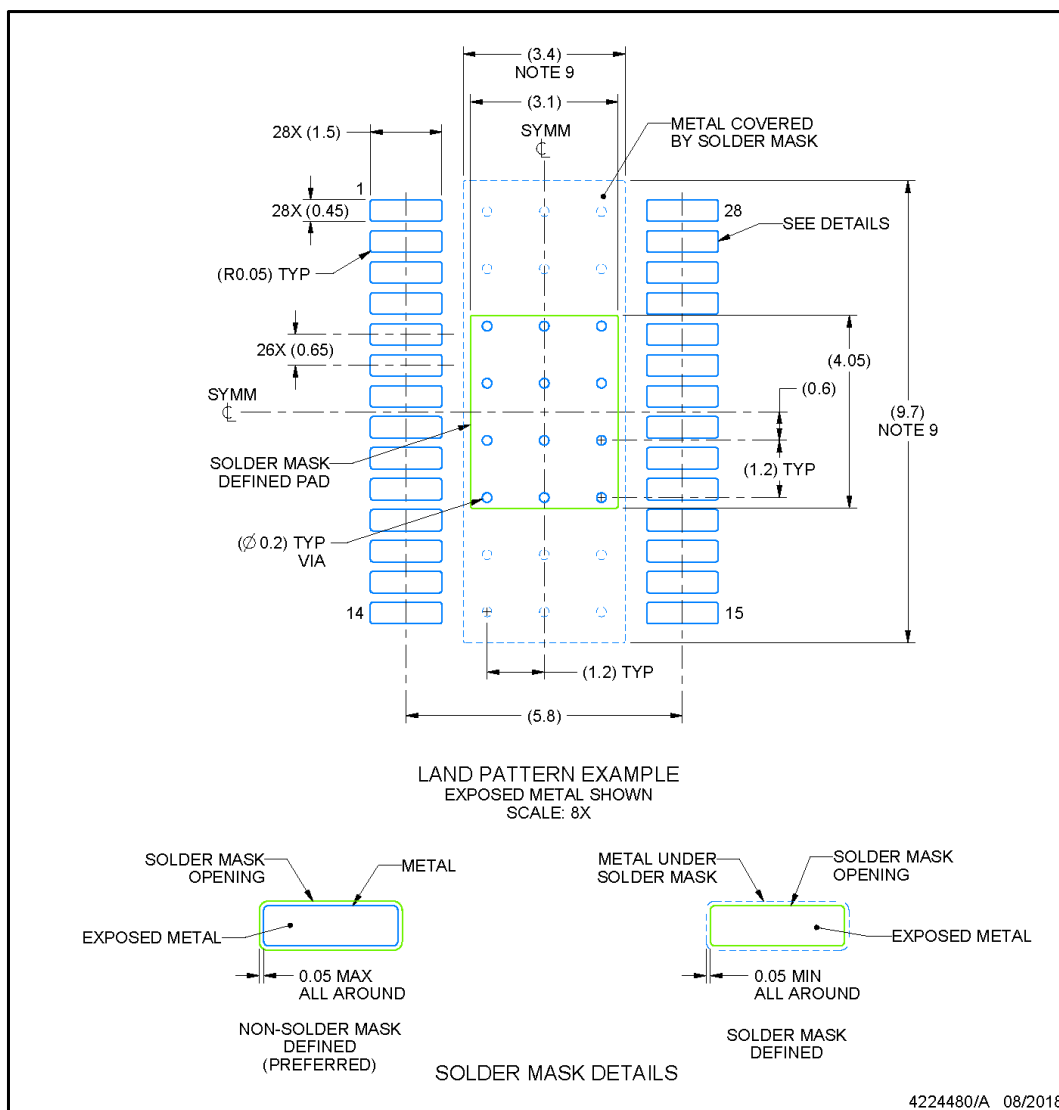 (3.4)
NOTE 9
(3.1)
SYMM
℄
28X (1.5)
METAL COVERED
BY SOLDER MASK
1
28X (0.45)
28
SEE DETAILS
(R0.05) TYP
26X (0.65)
(4.05)
(0.6)
SYMM
℄
(9.7)
NOTE 9
SOLDER MASK
DEFINED PAD
(1.2) TYP
(Ø 0.2) TYP
VIA
14
15
(1.2) TYP
(5.8)
LAND PATTERN EXAMPLE
EXPOSED METAL SHOWN
SCALE: 8X
SOLDER MASK
OPENING
METAL
EXPOSED METAL
0.05 MAX
ALL AROUND
NON-SOLDER MASK
DEFINED
(PREFERRED)
METAL UNDER
SOLDER MASK
SOLDER MASK
OPENING
EXPOSED METAL
0.05 MIN
ALL AROUND
SOLDER MASK
DEFINED
SOLDER MASK DETAILS
4224480/A 08/2018